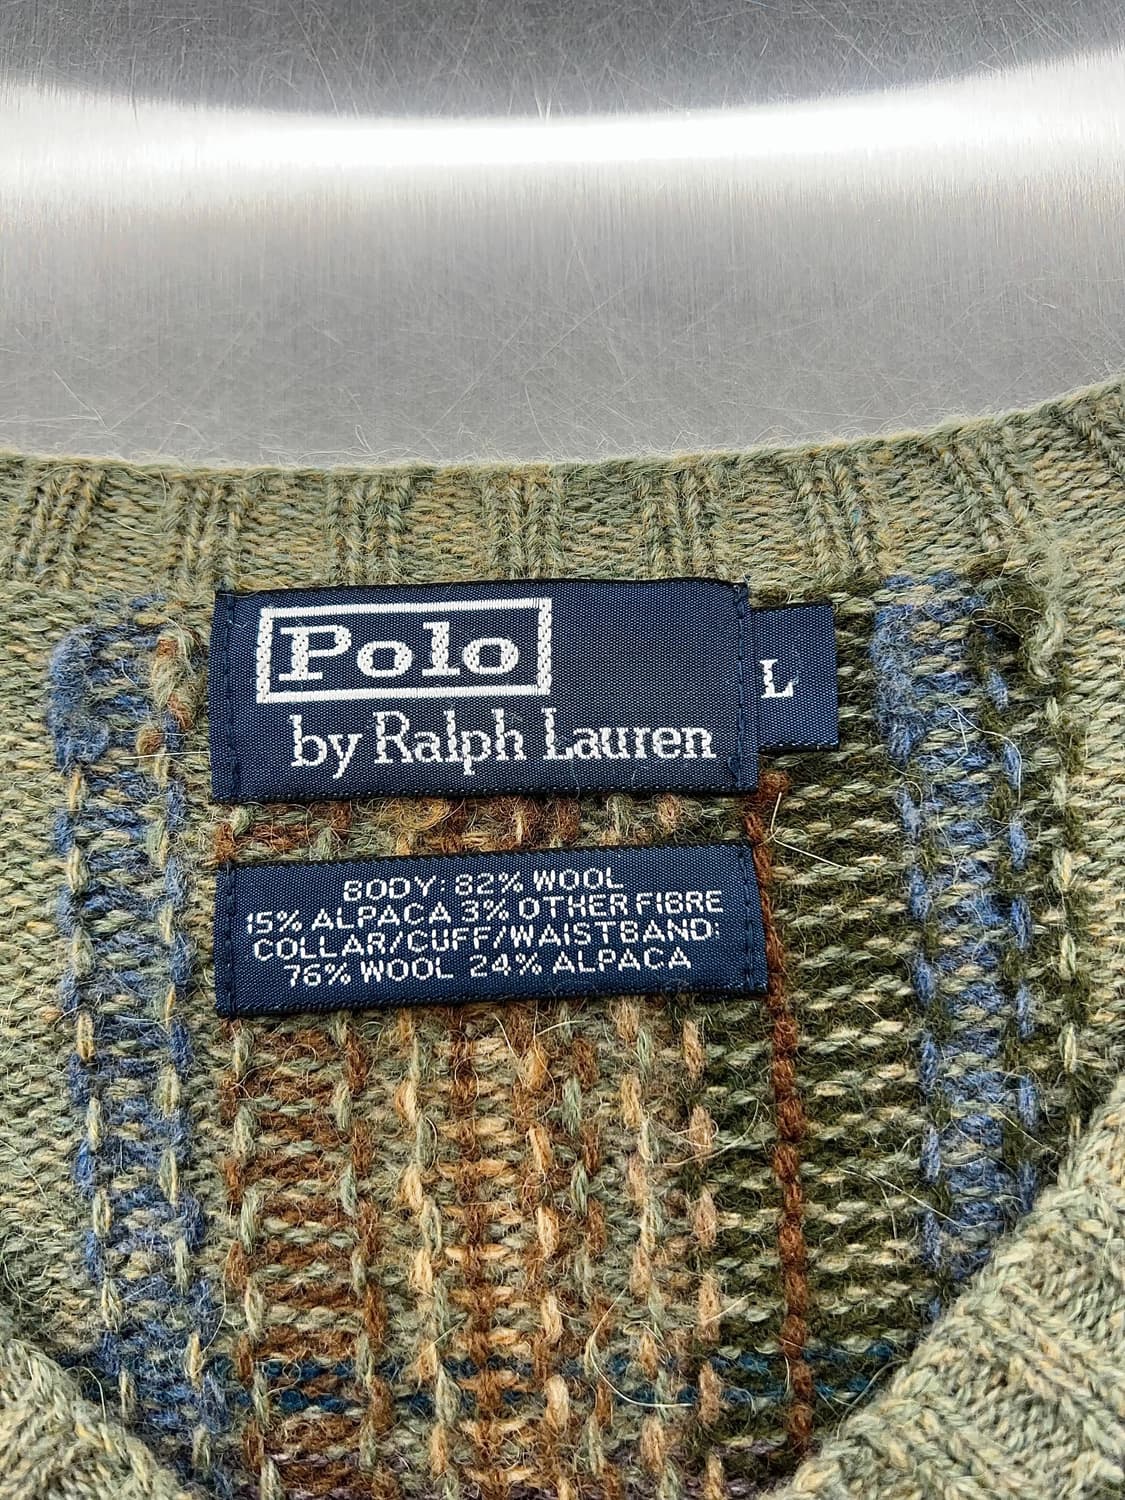 Polo
by Ralph Lauren
L
BODY: 82% WOOL
15% ALPACA 3% OTHER FIBRE
COLLAR/CUFF/WAISTBAND:
76% WOOL 24% ALPACA